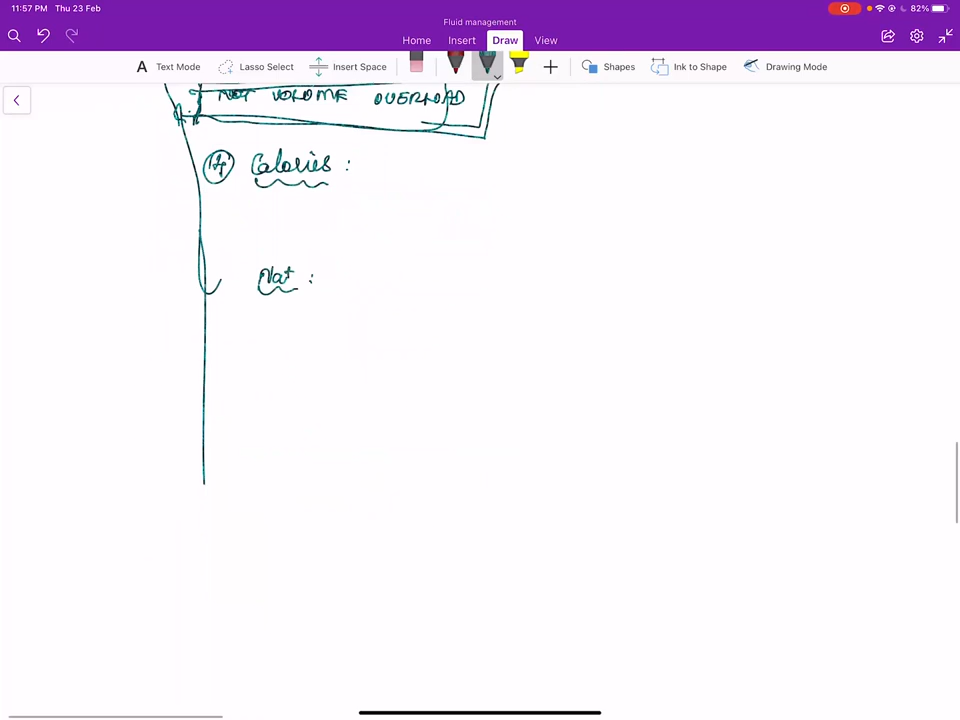 11:57 PM Thu 23 Feb 82%
Fluid management
Home Insert Draw View
Text Mode Lasso Select Insert Space Shapes Ink to Shape Drawing Mode
NOT VOLUME OVERLOAD
Calories :
Na+ :